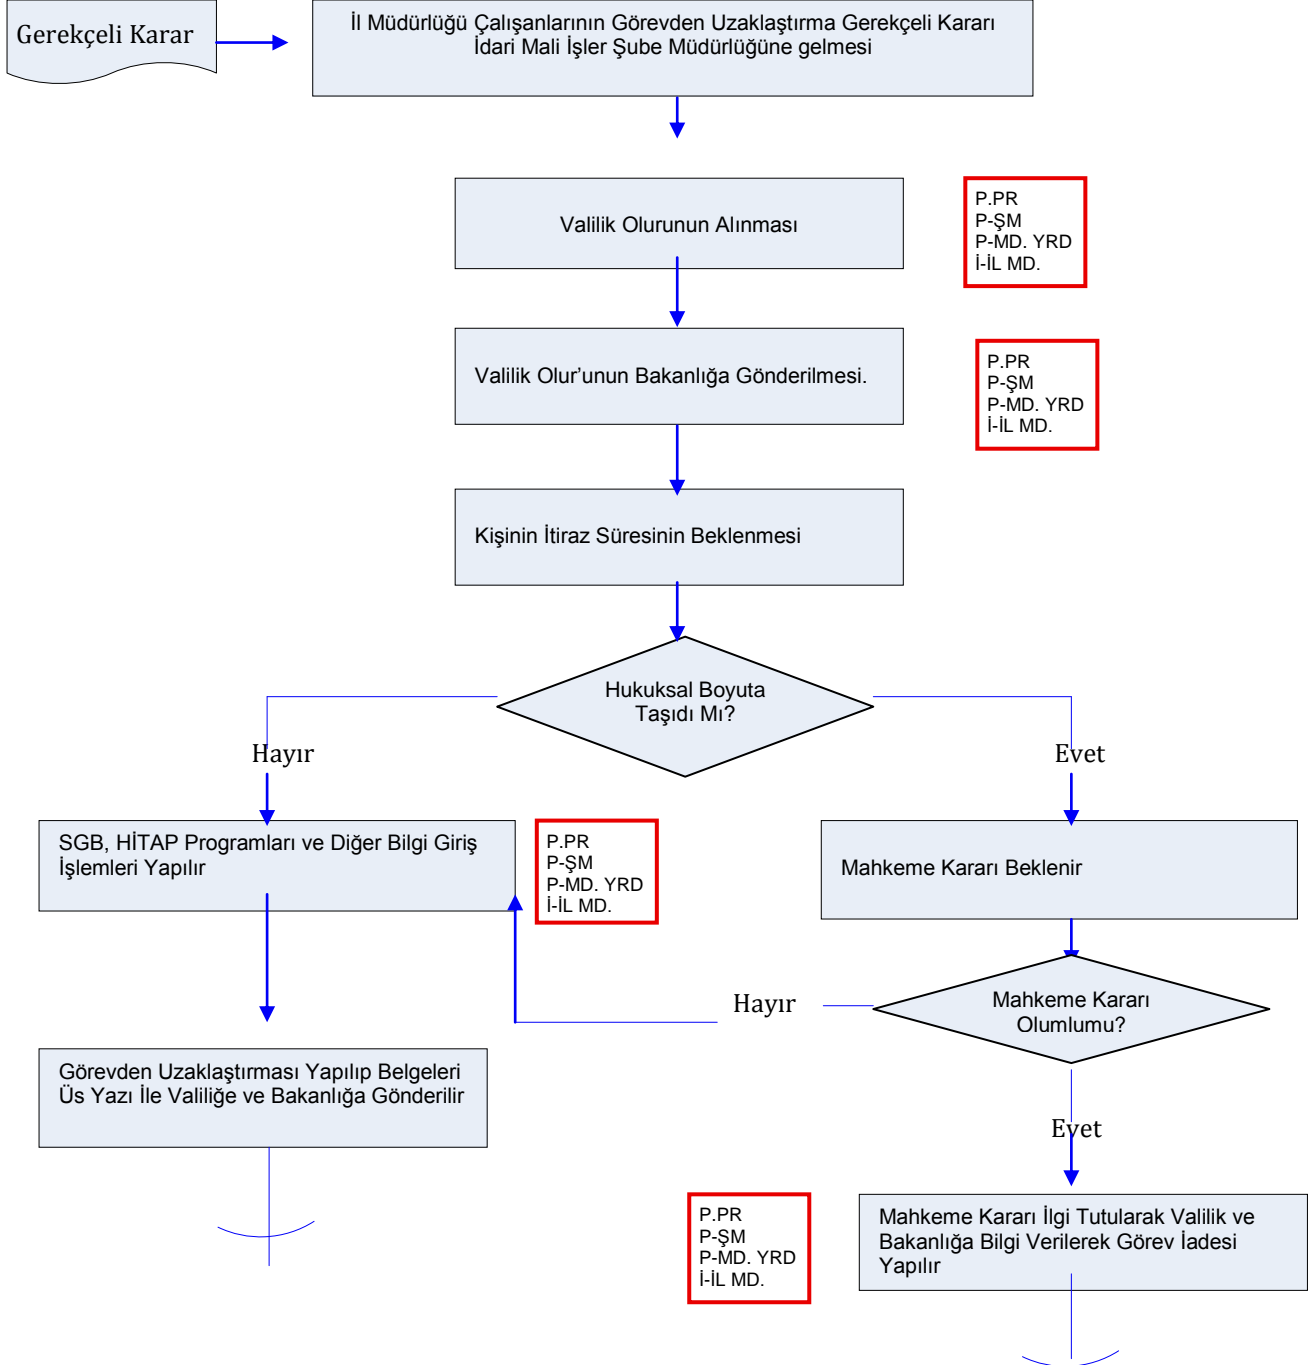 Gerekçeli Karar
İl Müdürlüğü Çalışanlarının Görevden Uzaklaştırma Gerekçeli Kararı
İdari Mali İşler Şube Müdürlüğüne gelmesi
Valilik Olurunun Alınması
P.PR
P-ŞM
P-MD. YRD
İ-İL MD.
Valilik Olur’unun Bakanlığa Gönderilmesi.
P.PR
P-ŞM
P-MD. YRD
İ-İL MD.
Kişinin İtiraz Süresinin Beklenmesi
Hukuksal Boyuta
Taşıdı Mı?
Hayır
Evet
SGB, HİTAP Programları ve Diğer Bilgi Giriş
İşlemleri Yapılır
P.PR
P-ŞM
P-MD. YRD
İ-İL MD.
Mahkeme Kararı Beklenir
Hayır
Mahkeme Kararı
Olumlumu?
Görevden Uzaklaştırması Yapılıp Belgeleri
Üs Yazı İle Valiliğe ve Bakanlığa Gönderilir
Evet
P.PR
P-ŞM
P-MD. YRD
İ-İL MD.
Mahkeme Kararı İlgi Tutularak Valilik ve
Bakanlığa Bilgi Verilerek Görev İadesi
Yapılır